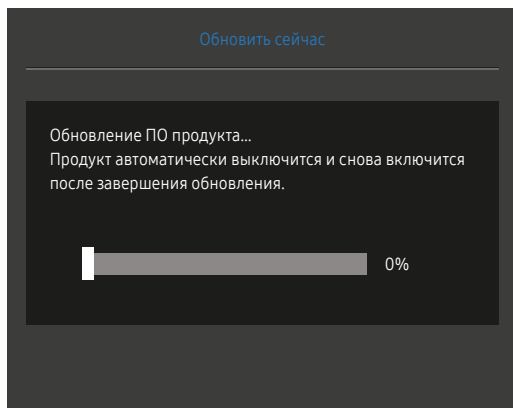 Обновить сейчас
Обновление ПО продукта...
Продукт автоматически выключится и снова включится
после завершения обновления.
0%